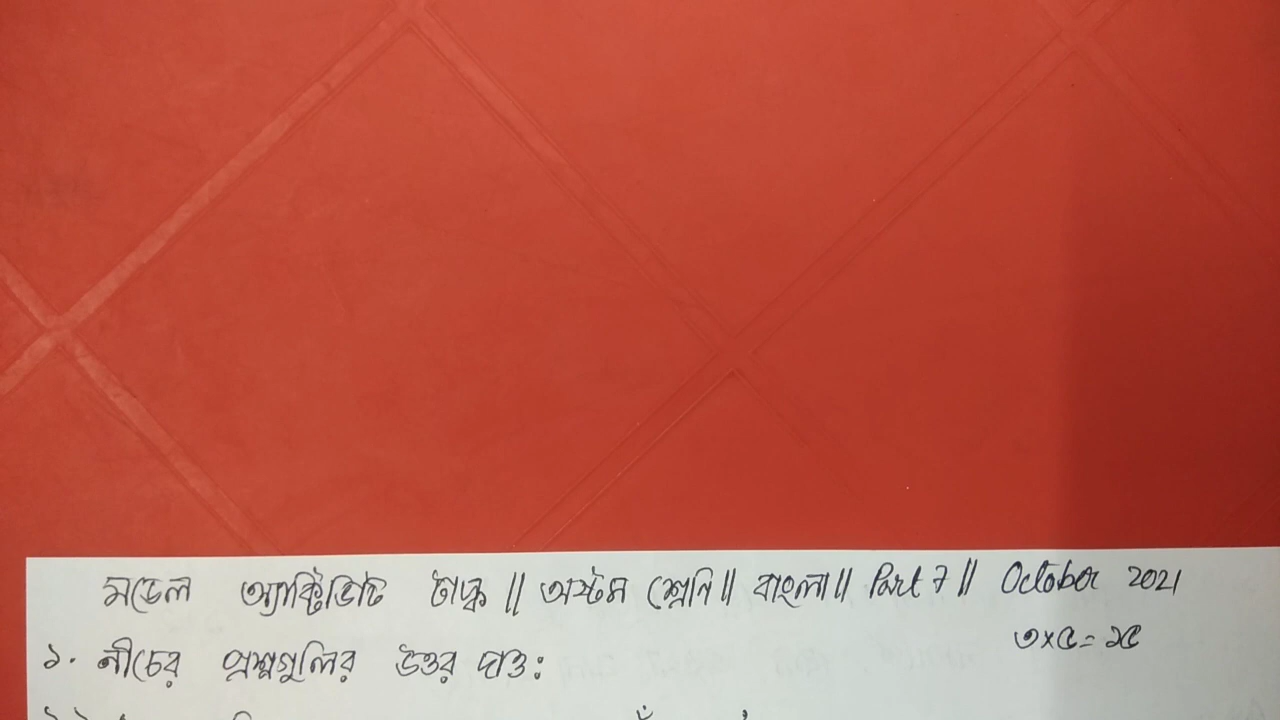 মডেল অ্যাক্টিভিটি টাস্ক || অষ্টম শ্রেণি || বাংলা || Part 7 || October 2021
৩×৫= ১৫
১. নীচের প্রশ্নগুলির উত্তর দাও: